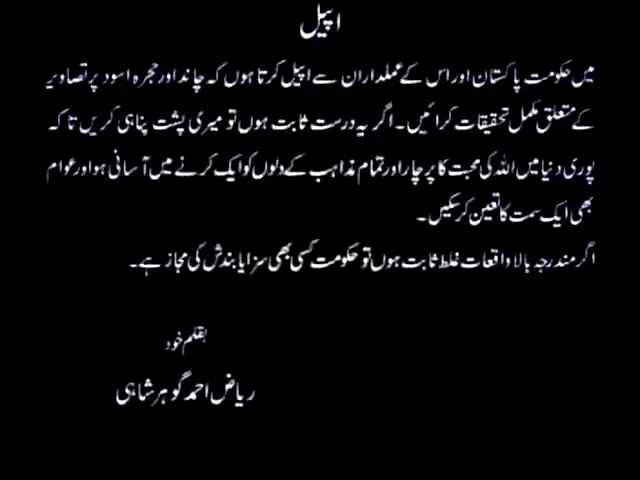 اپیل
میں حکومت پاکستان اور اس کے عملداران سے اپیل کرتا ہوں کہ چاند اور حجرہ اسود پر تصاویر
کے متعلق مکمل تحقیقات کرائیں۔ اگر یہ درست ثابت ہوں تو میری پشت پناہی کریں تا کہ
پوری دنیا میں اللہ کی محبت کا پرچار اور تمام مذاہب کے دلوں کو ایک کرنے میں آسانی ہو اور عوام
بھی ایک سمت کا تعین کر سکیں۔
اگر مندرجہ بالا واقعات غلط ثابت ہوں تو حکومت کسی بھی سزا یا بندش کی مجاز ہے۔
بقلم خود
ریاض احمد گوہر شاہی